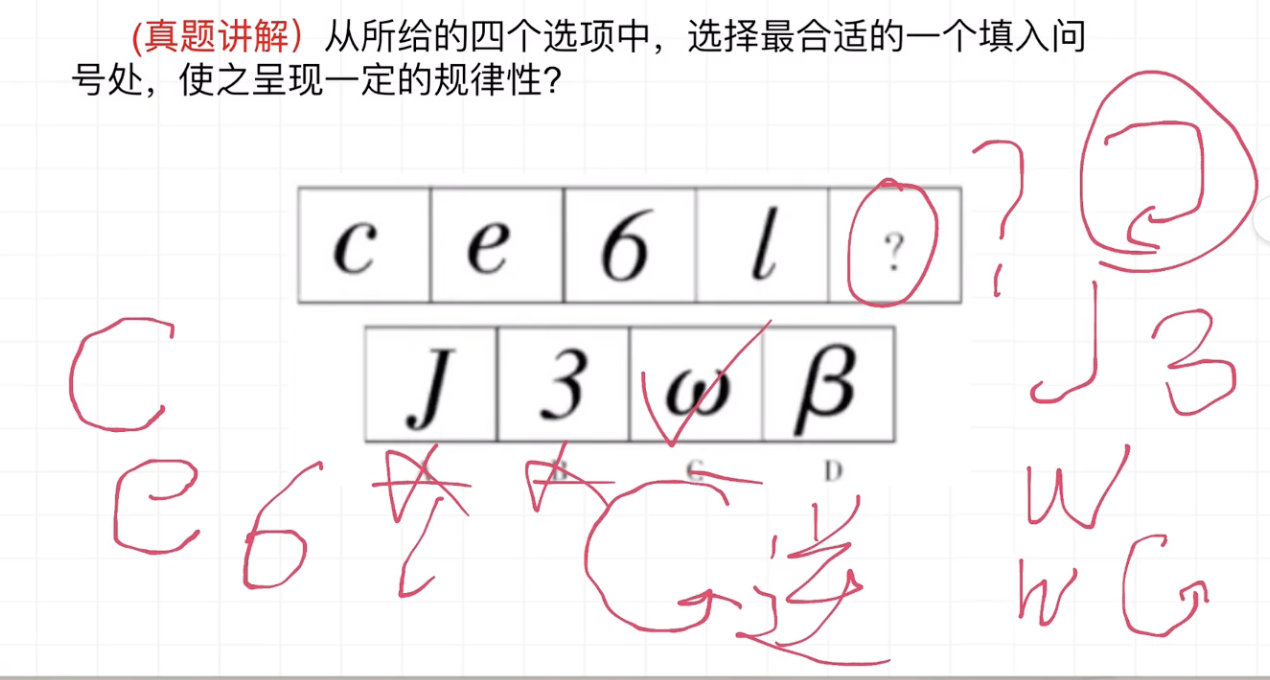 (真题讲解）从所给的四个选项中，选择最合适的一个填入问
号处，使之呈现一定的规律性?
c e 6 l ?
J 3 ω β
A B C D
?
C
J 3
e 6 l
逆
W
W